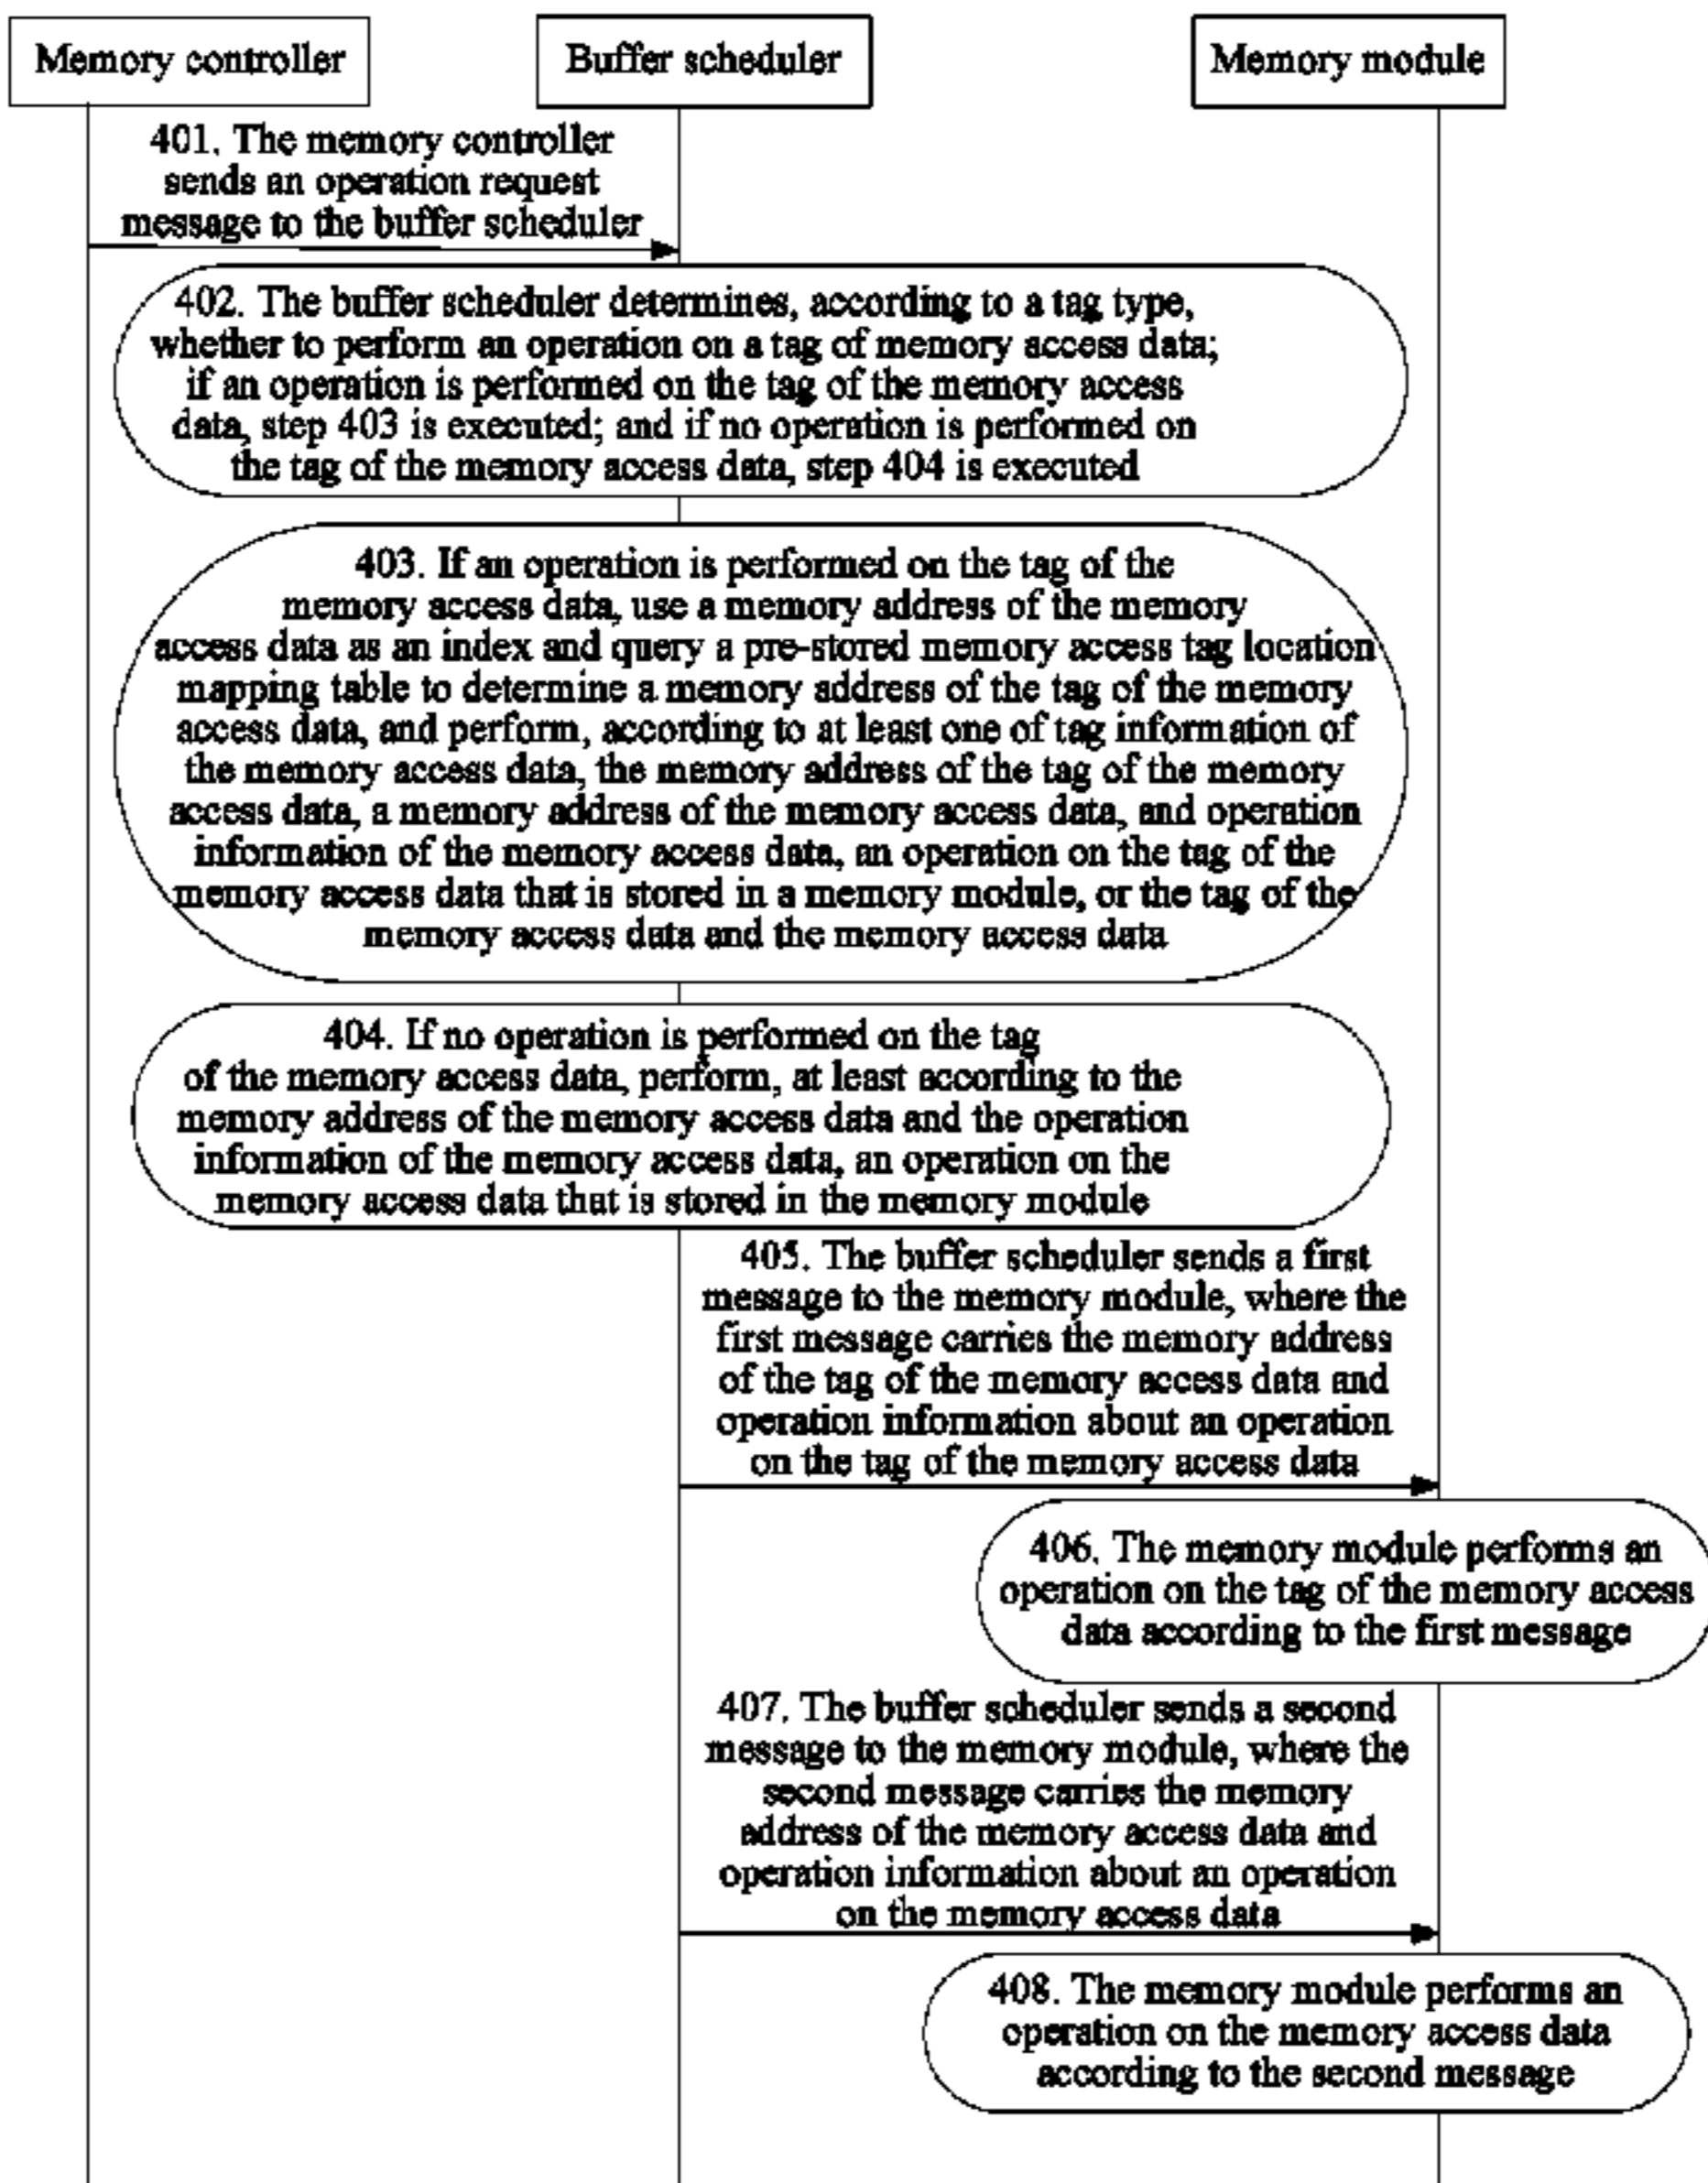 Memory controller
Buffer scheduler
Memory module
401. The memory controller
sends an operation request
message to the buffer scheduler
402. The buffer scheduler determines, according to a tag type,
whether to perform an operation on a tag of memory access data;
if an operation is performed on the tag of the memory access
data, step 403 is executed; and if no operation is performed on
the tag of the memory access data, step 404 is executed
403. If an operation is performed on the tag of the
memory access data, use a memory address of the memory
access data as an index and query a pre-stored memory access tag location
mapping table to determine a memory address of the tag of the memory
access data, and perform, according to at least one of tag information of
the memory access data, the memory address of the tag of the memory
access data, a memory address of the memory access data, and operation
information of the memory access data, an operation on the tag of the
memory access data that is stored in a memory module, or the tag of the
memory access data and the memory access data
404. If no operation is performed on the tag
of the memory access data, perform, at least according to the
memory address of the memory access data and the operation
information of the memory access data, an operation on the
memory access data that is stored in the memory module
405. The buffer scheduler sends a first
message to the memory module, where the
first message carries the memory address
of the tag of the memory access data and
operation information about an operation
on the tag of the memory access data
406. The memory module performs an
operation on the tag of the memory access
data according to the first message
407. The buffer scheduler sends a second
message to the memory module, where the
second message carries the memory
address of the memory access data and
operation information about an operation
on the memory access data
408. The memory module performs an
operation on the memory access data
according to the second message